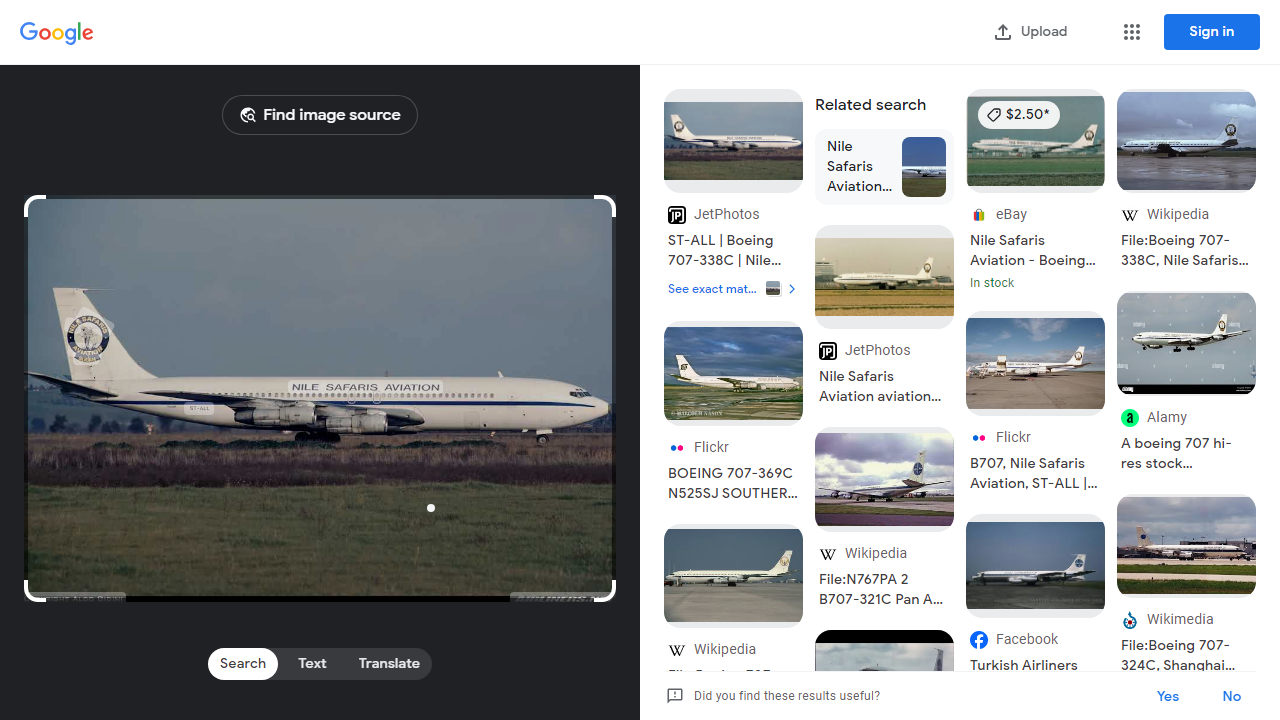 Google
Upload
Sign in
Find image source
NILE SAFARIS AVIATION
NILE SAFARIS
AVIATION
ST-ALL
Search
Text
Translate
JetPhotos
ST-ALL | Boeing
707-338C | Nile...
See exact mat...
Flickr
BOEING 707-369C
N525SJ SOUTHER...
Wikipedia
Related search
Nile
Safaris
Aviation...
JetPhotos
Nile Safaris
Aviation aviation...
Wikipedia
File:N767PA 2
B707-321C Pan A...
$2.50*
eBay
Nile Safaris
Aviation - Boeing...
In stock
Flickr
B707, Nile Safaris
Aviation, ST-ALL |...
Facebook
Turkish Airliners
Wikipedia
File:Boeing 707-
338C, Nile Safaris...
alamy
Alamy
A boeing 707 hi-
res stock...
Wikimedia
File:Boeing 707-
324C, Shanghai...
Did you find these results useful?
Yes
No